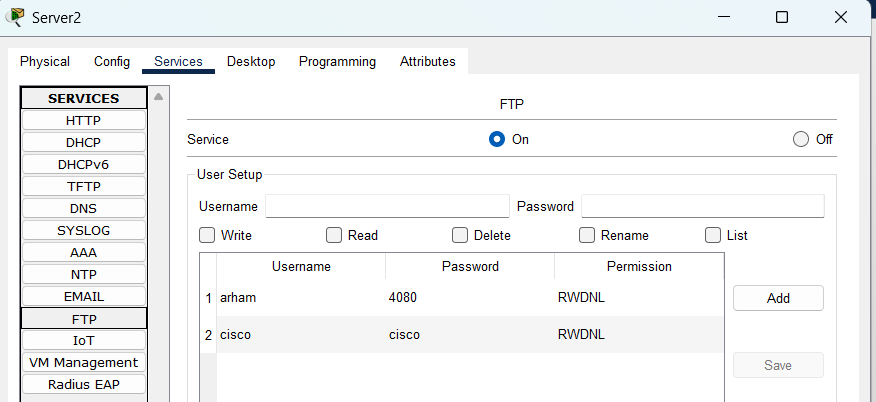 Server2
Physical Config Services Desktop Programming Attributes
SERVICES
HTTP
DHCP
DHCPv6
TFTP
DNS
SYSLOG
AAA
NTP
EMAIL
FTP
IoT
VM Management
Radius EAP
FTP
Service On Off
User Setup
Username Password
Write Read Delete Rename List
Username Password Permission
1 arham 4080 RWDNL
2 cisco cisco RWDNL
Add
Save